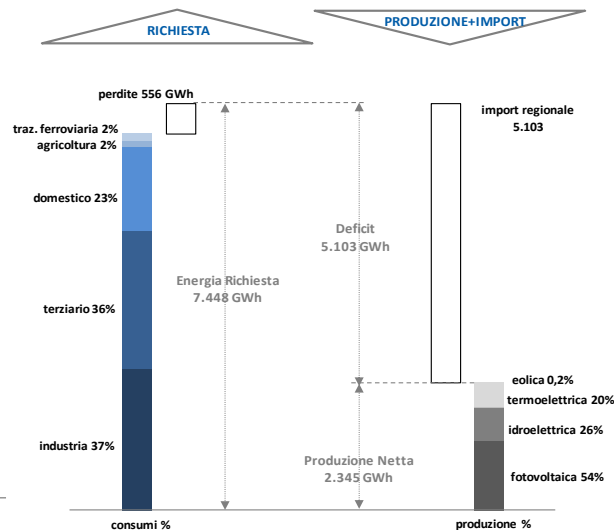 RICHIESTA
PRODUZIONE+IMPORT
perdite 556 GWh
import regionale
5.103
traz. ferroviaria 2%
agricoltura 2%
domestico 23%
Deficit
5.103 GWh
Energia Richiesta
7.448 GWh
terziario 36%
eolica 0,2%
termoelettrica 20%
idroelettrica 26%
industria 37%
Produzione Netta
2.345 GWh
fotovoltaica 54%
consumi %
produzione %